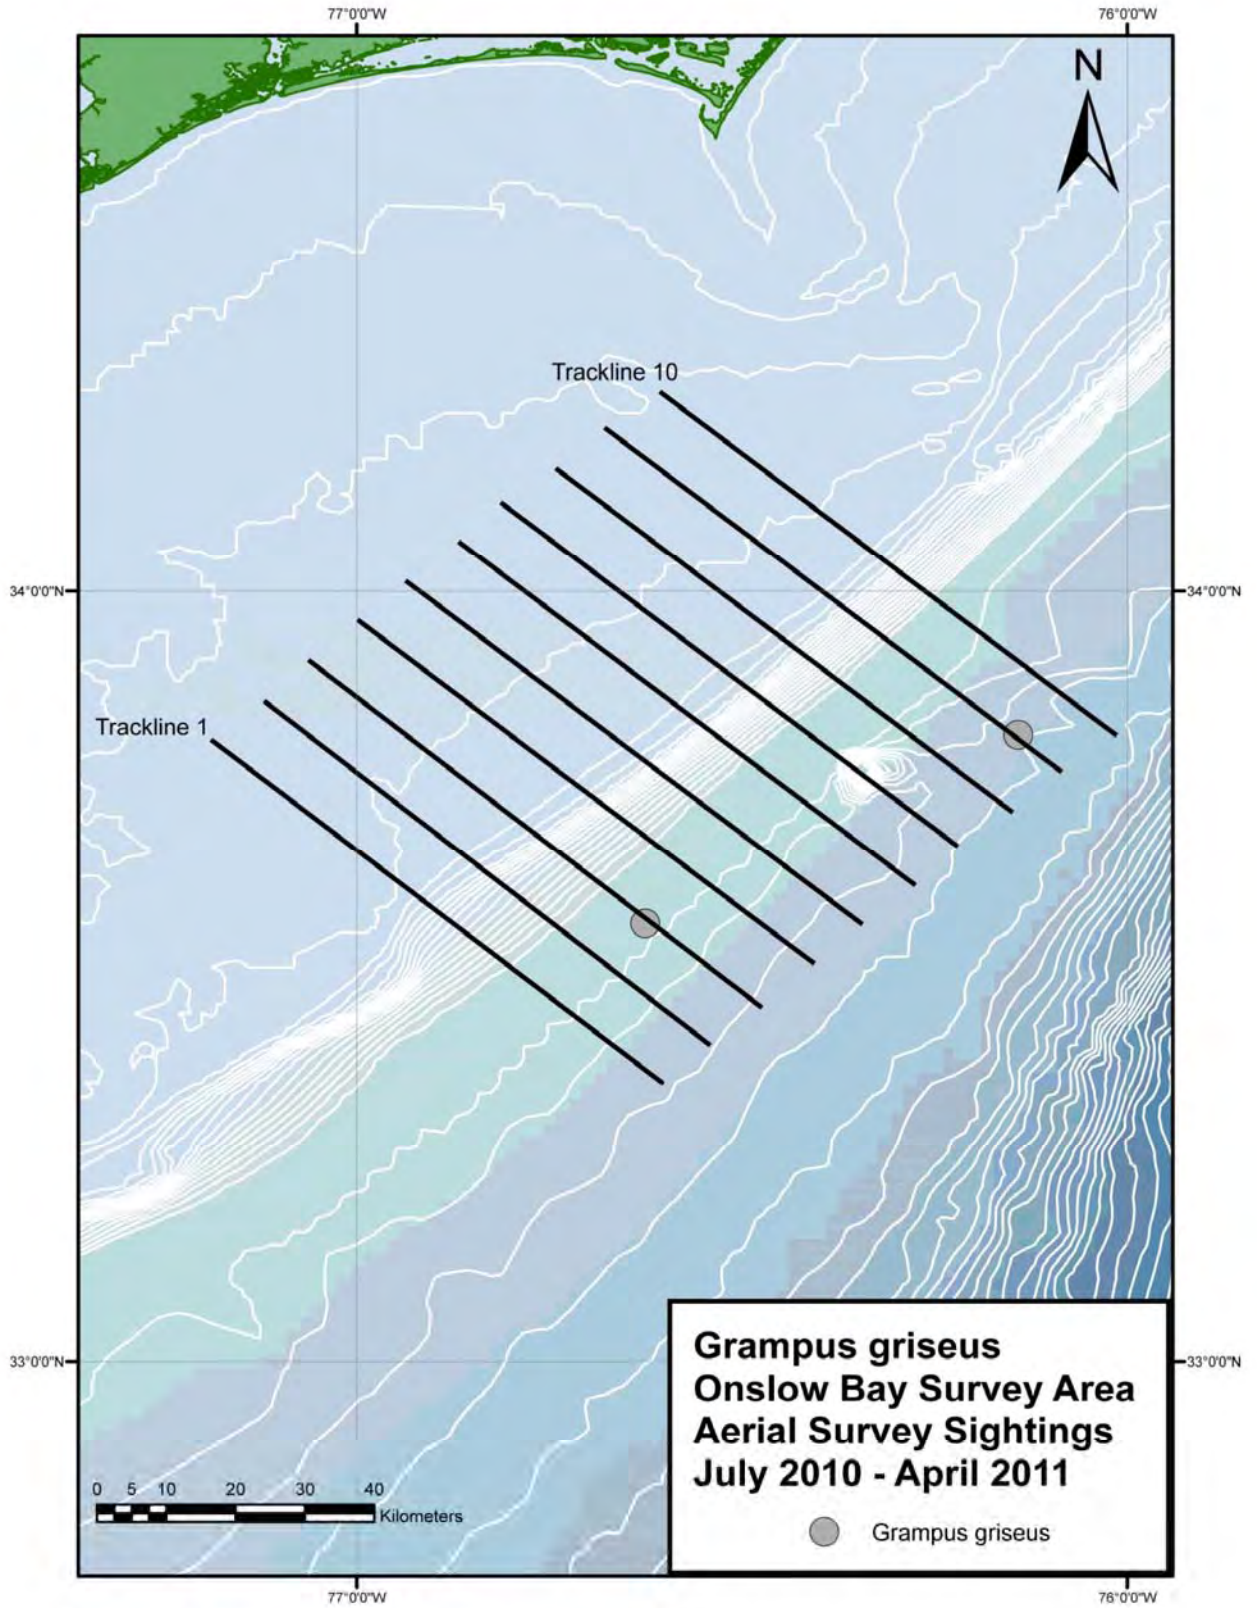 77°0'0"W
76°0'0"W
N
Trackline 10
34°0'0"N
34°0'0"N
Trackline 1
33°0'0"N
33°0'0"N
Grampus griseus
Onslow Bay Survey Area
Aerial Survey Sightings
July 2010 - April 2011
Grampus griseus
0 5 10 20 30 40
Kilometers
77°0'0"W
76°0'0"W